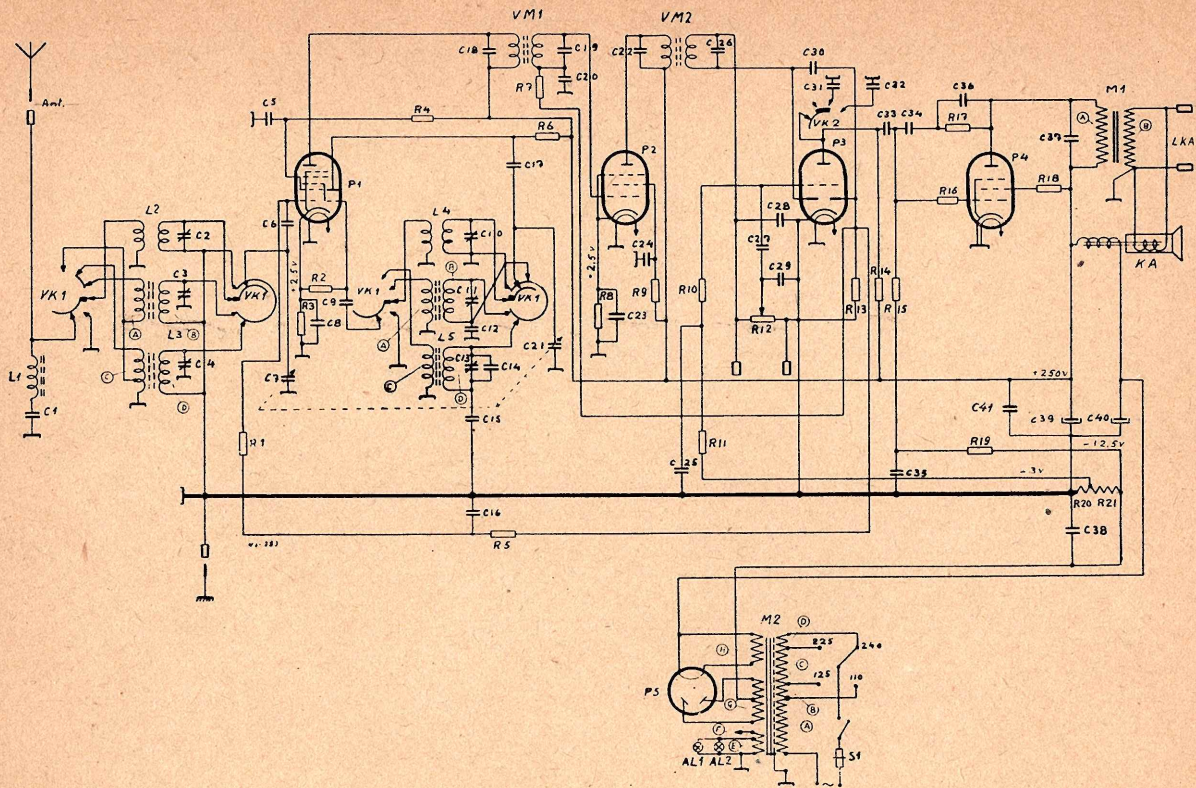 VM1
VM2
C18
C19
C20
R7
C22
C26
C30
C31
C32
VK2
C33
C34
C36
R17
M1
A
B
C37
LKA
Ant.
C5
R4
R6
C17
P1
P2
P3
P4
R16
R18
KA
L2
C2
C6
L4
C10
C24
C28
C27
C29
+2,5V
+2,5V
VK1
C3
VK1
R2
R3
C8
C9
VK1
B
C11
VK1
R8
C23
R9
R10
R12
R13
R14
R15
A
L3
B
A
L5
C12
C
C4
C7
C13
C14
C21
D
D
L1
C1
C15
+250V
C41
C39
C40
-12,5V
R1
R11
R19
C25
C35
-3V
R20
R21
C16
R5
C38
M2
D
H
225
240
C
P5
125
110
G
B
F
A
E
AL1
AL2
S1
~